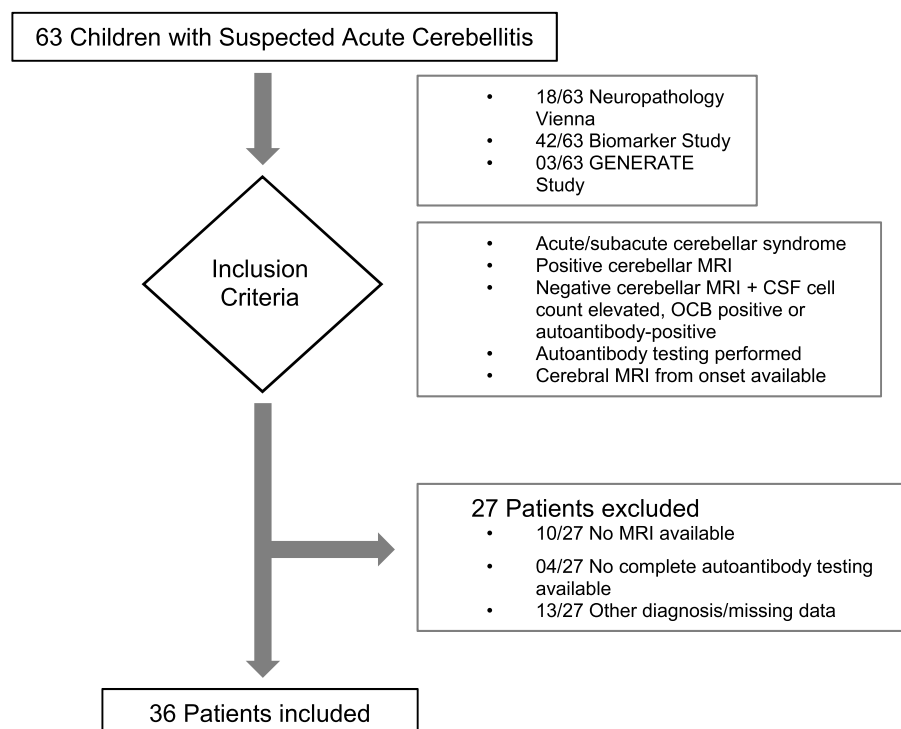 63 Children with Suspected Acute Cerebellitis
• 18/63 Neuropathology
Vienna
• 42/63 Biomarker Study
• 03/63 GENERATE
Study
Inclusion
Criteria
• Acute/subacute cerebellar syndrome
• Positive cerebellar MRI
• Negative cerebellar MRI + CSF cell
count elevated, OCB positive or
autoantibody-positive
• Autoantibody testing performed
• Cerebral MRI from onset available
27 Patients excluded
• 10/27 No MRI available
• 04/27 No complete autoantibody testing
available
• 13/27 Other diagnosis/missing data
36 Patients included